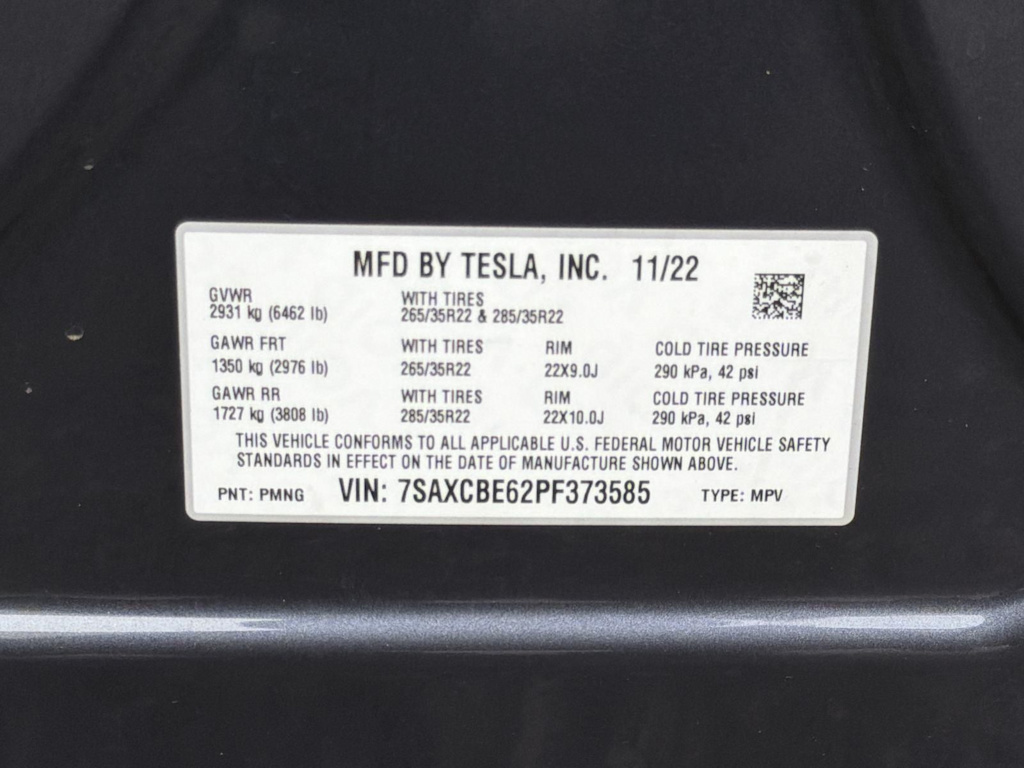 MFD BY TESLA, INC. 11/22
GVWR WITH TIRES
2931 kg (6462 lb) 265/35R22 & 285/35R22
GAWR FRT WITH TIRES RIM COLD TIRE PRESSURE
1350 kg (2976 lb) 265/35R22 22X9.0J 290 kPa, 42 psi
GAWR RR WITH TIRES RIM COLD TIRE PRESSURE
1727 kg (3808 lb) 285/35R22 22X10.0J 290 kPa, 42 psi
THIS VEHICLE CONFORMS TO ALL APPLICABLE U.S. FEDERAL MOTOR VEHICLE SAFETY
STANDARDS IN EFFECT ON THE DATE OF MANUFACTURE SHOWN ABOVE.
PNT: PMNG VIN: 7SAXCBE62PF373585 TYPE: MPV